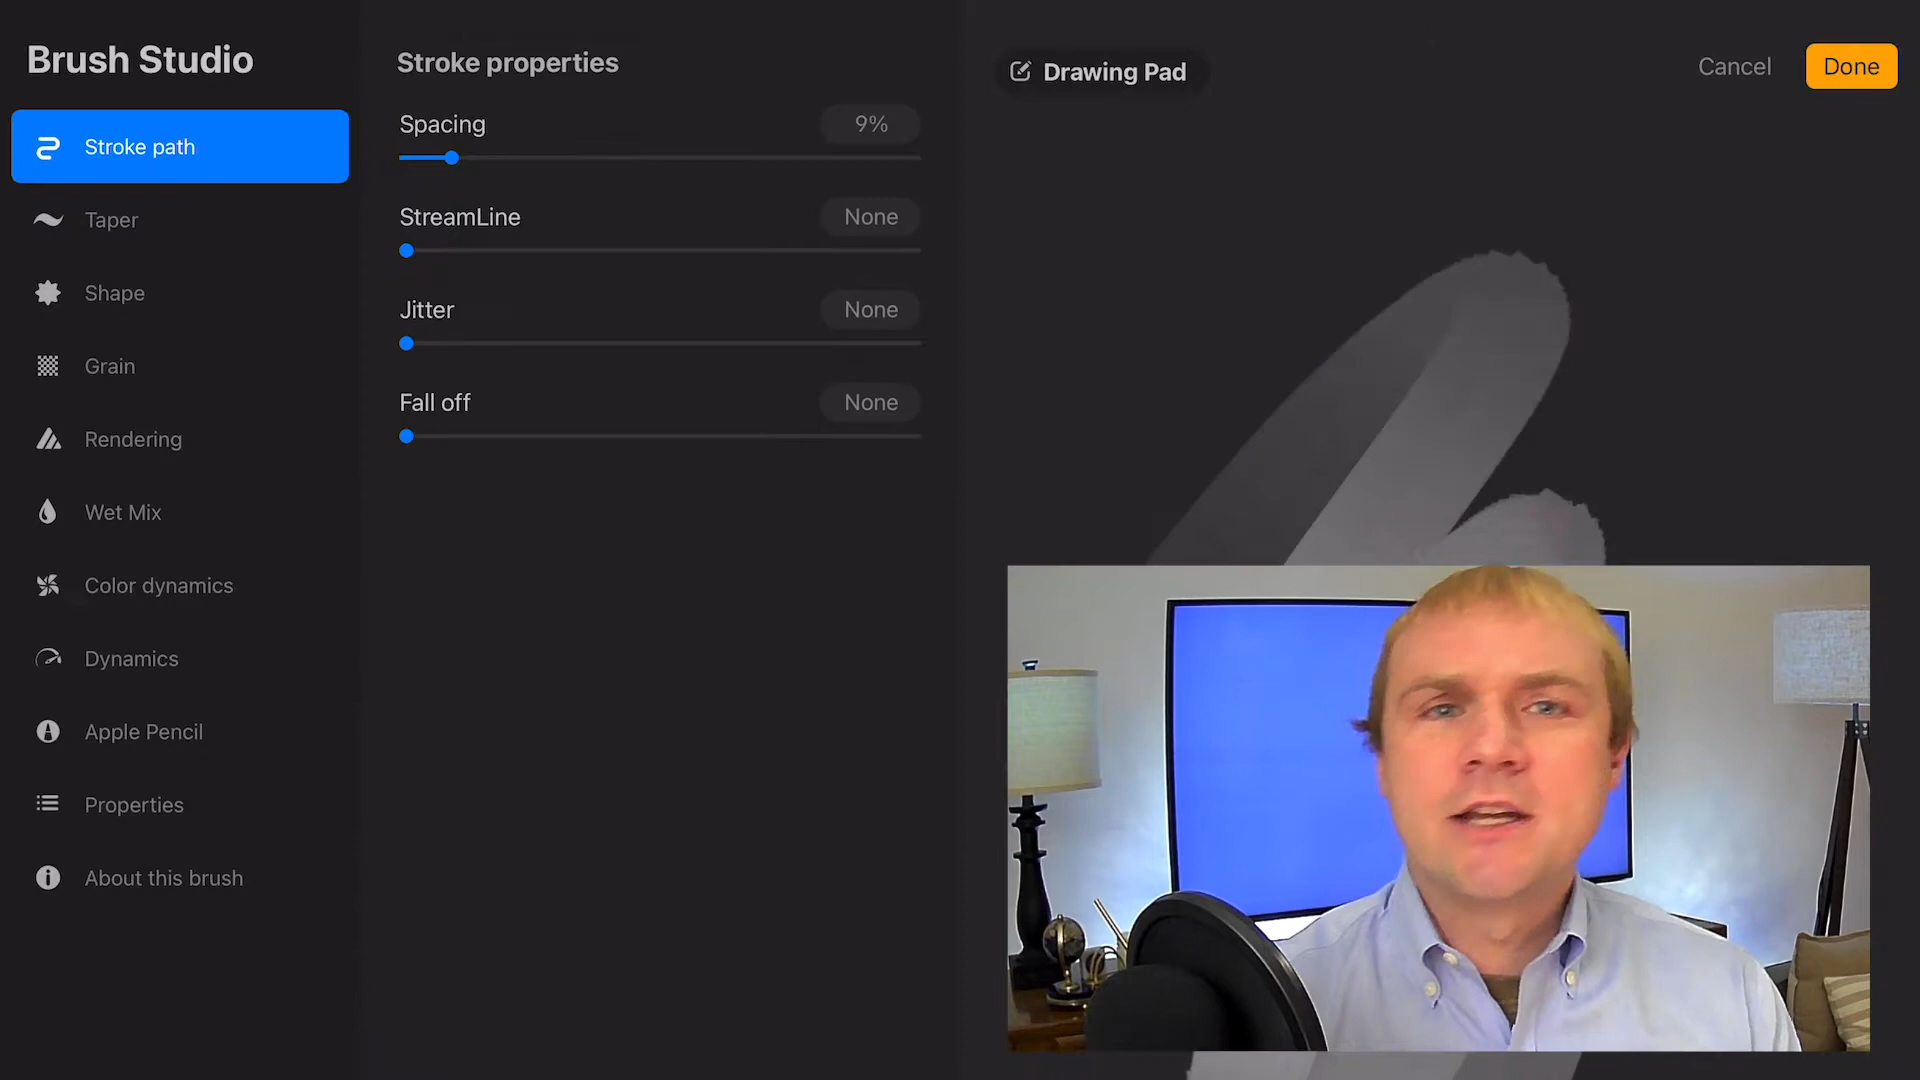 Brush Studio
Stroke path
Taper
Shape
Grain
Rendering
Wet Mix
Color dynamics
Dynamics
Apple Pencil
Properties
About this brush
Stroke properties
Spacing 9%
StreamLine None
Jitter None
Fall off None
Drawing Pad
Cancel
Done